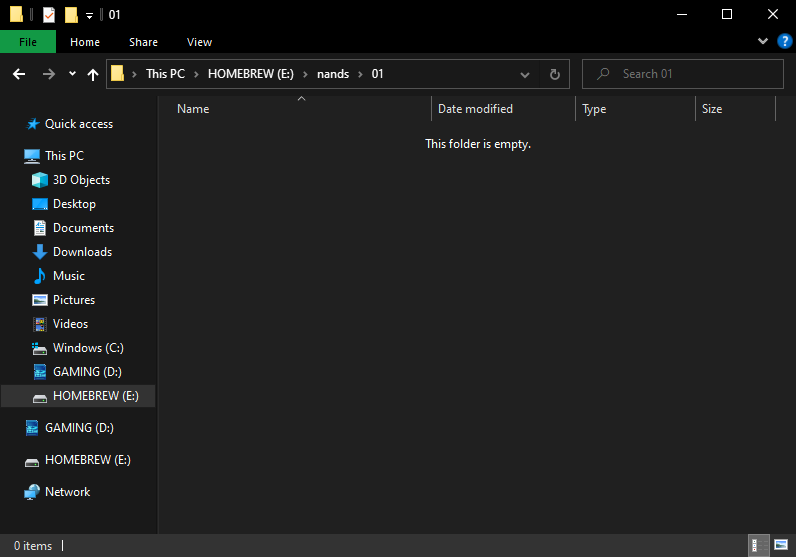 01
File Home Share View
This PC HOMEBREW (E:) nands 01
Search 01
Name Date modified Type Size
This folder is empty.
Quick access
This PC
3D Objects
Desktop
Documents
Downloads
Music
Pictures
Videos
Windows (C:)
GAMING (D:)
HOMEBREW (E:)
GAMING (D:)
HOMEBREW (E:)
Network
0 items